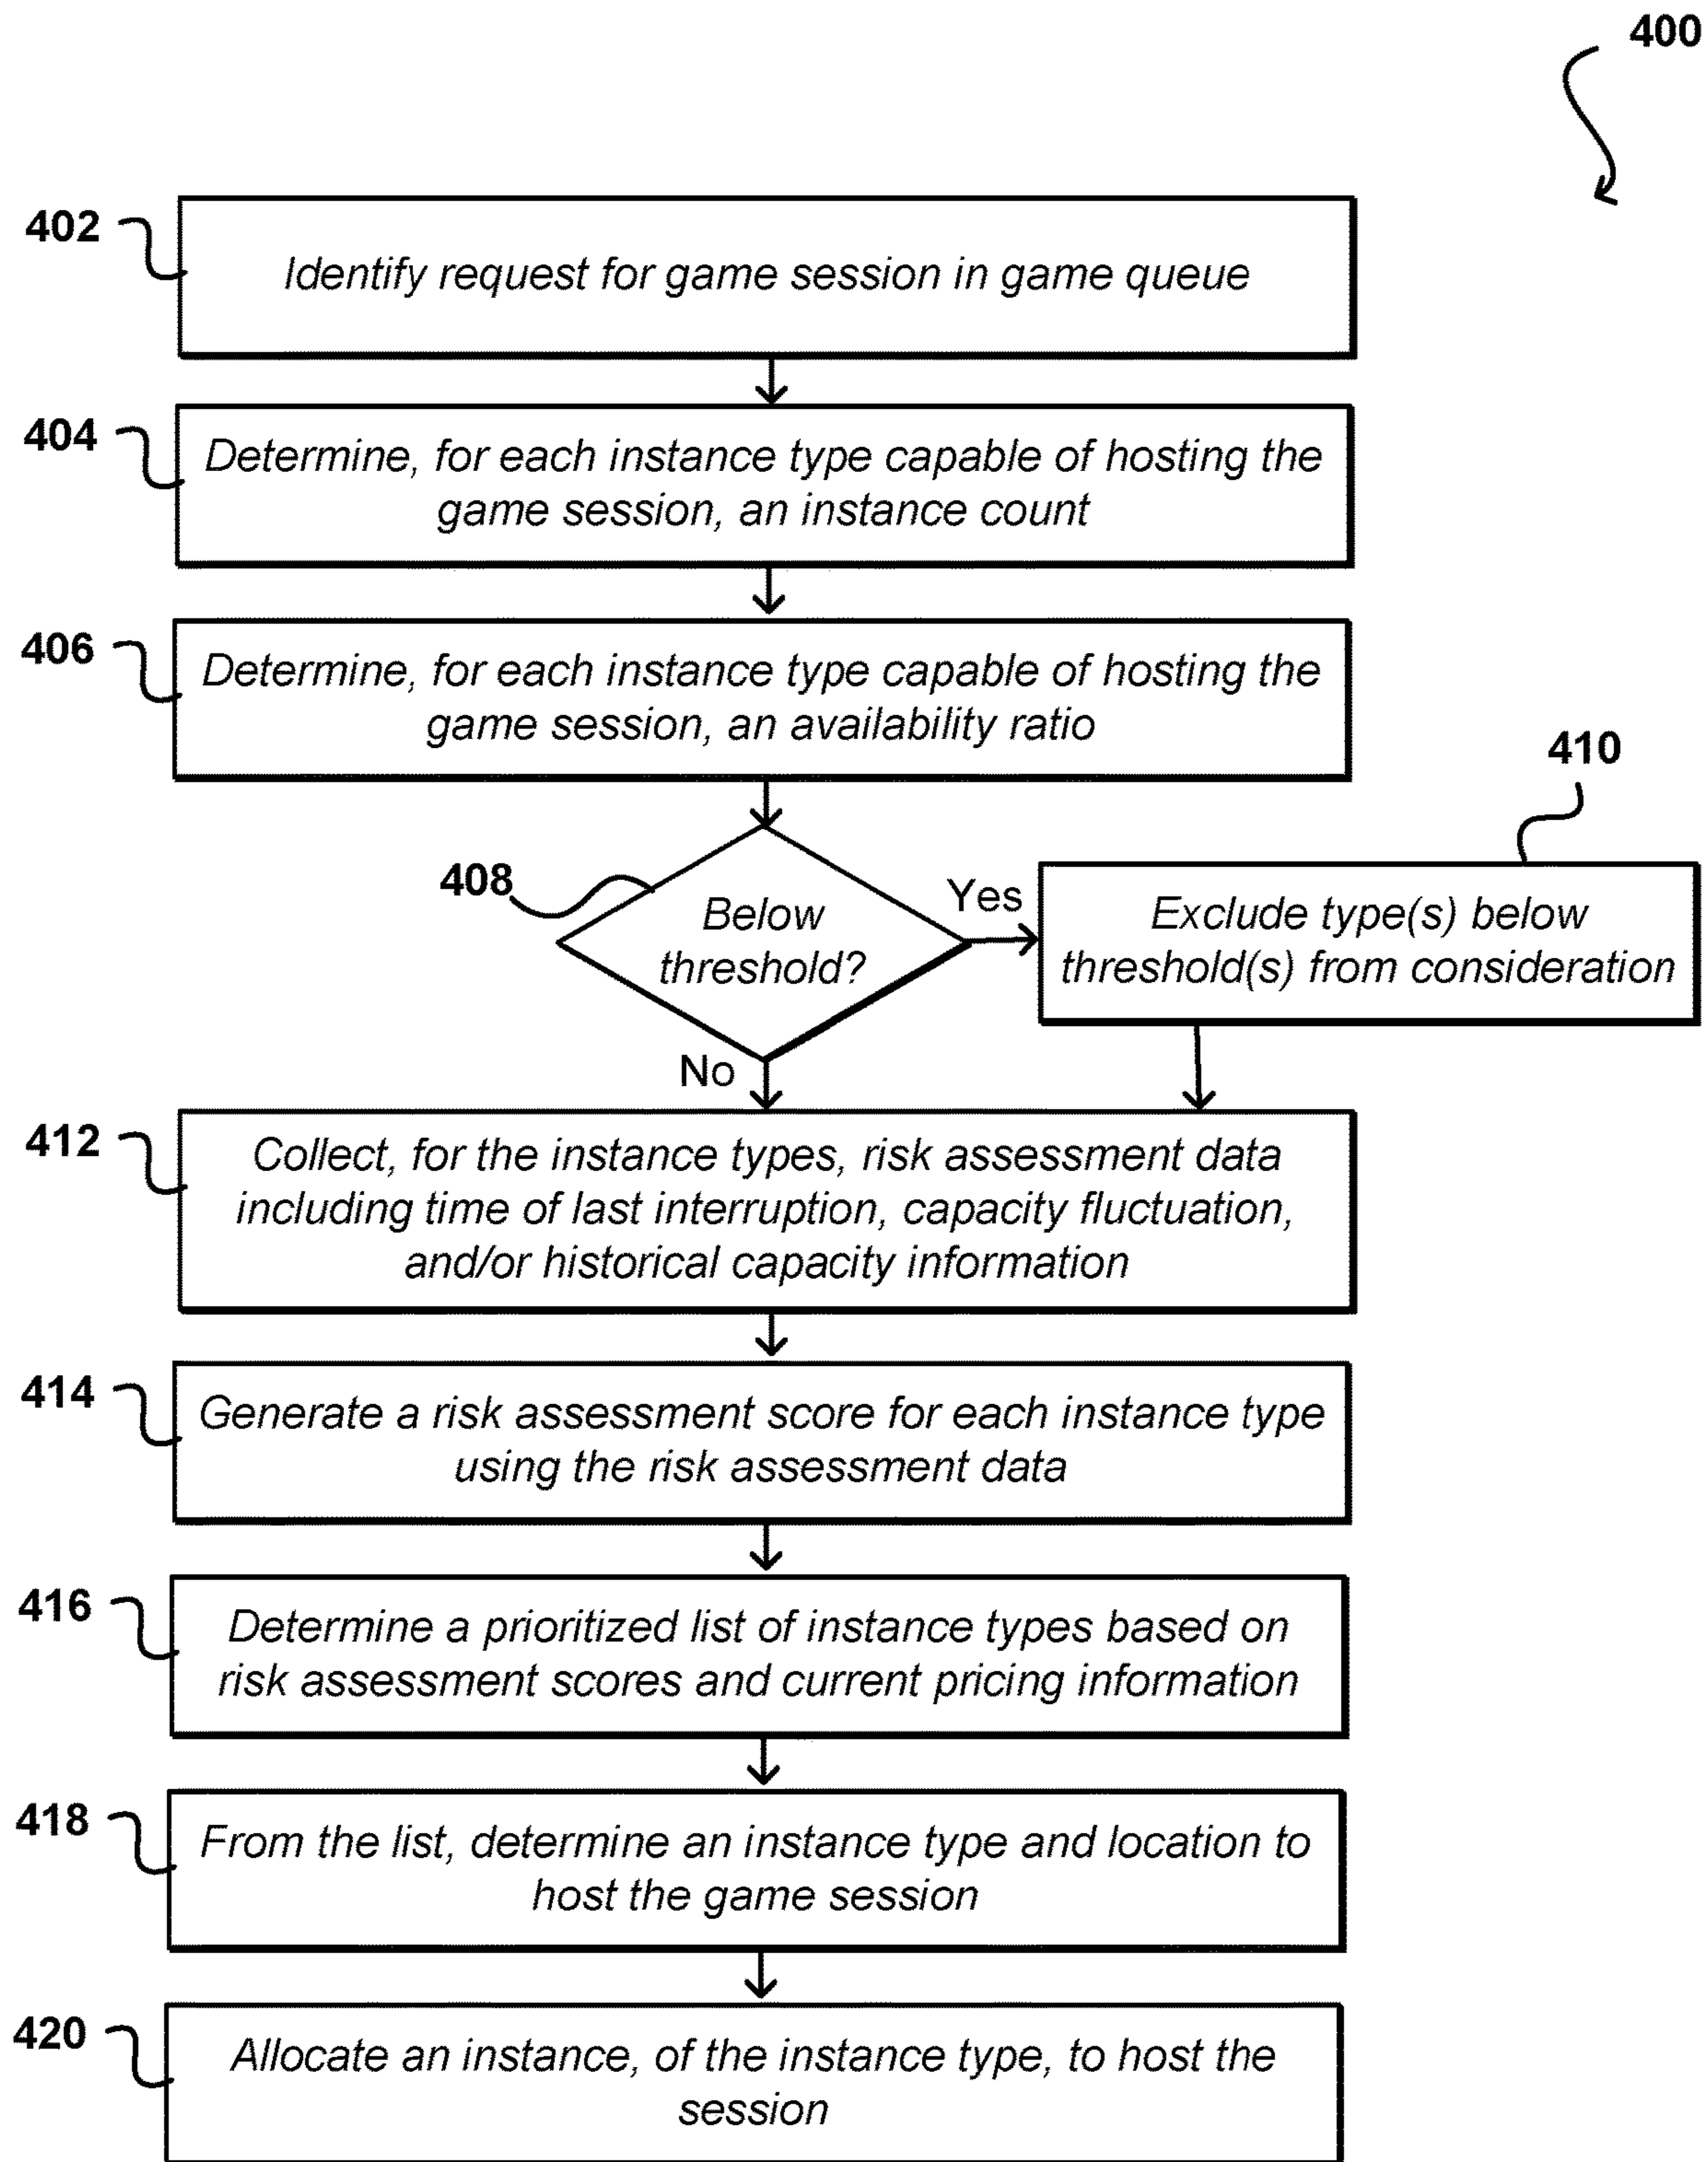 400
402
Identify request for game session in game queue
404
Determine, for each instance type capable of hosting the
game session, an instance count
406
Determine, for each instance type capable of hosting the
game session, an availability ratio
410
408
Below
threshold?
Yes
Exclude type(s) below
threshold(s) from consideration
No
412
Collect, for the instance types, risk assessment data
including time of last interruption, capacity fluctuation,
and/or historical capacity information
414
Generate a risk assessment score for each instance type
using the risk assessment data
416
Determine a prioritized list of instance types based on
risk assessment scores and current pricing information
418
From the list, determine an instance type and location to
host the game session
420
Allocate an instance, of the instance type, to host the
session